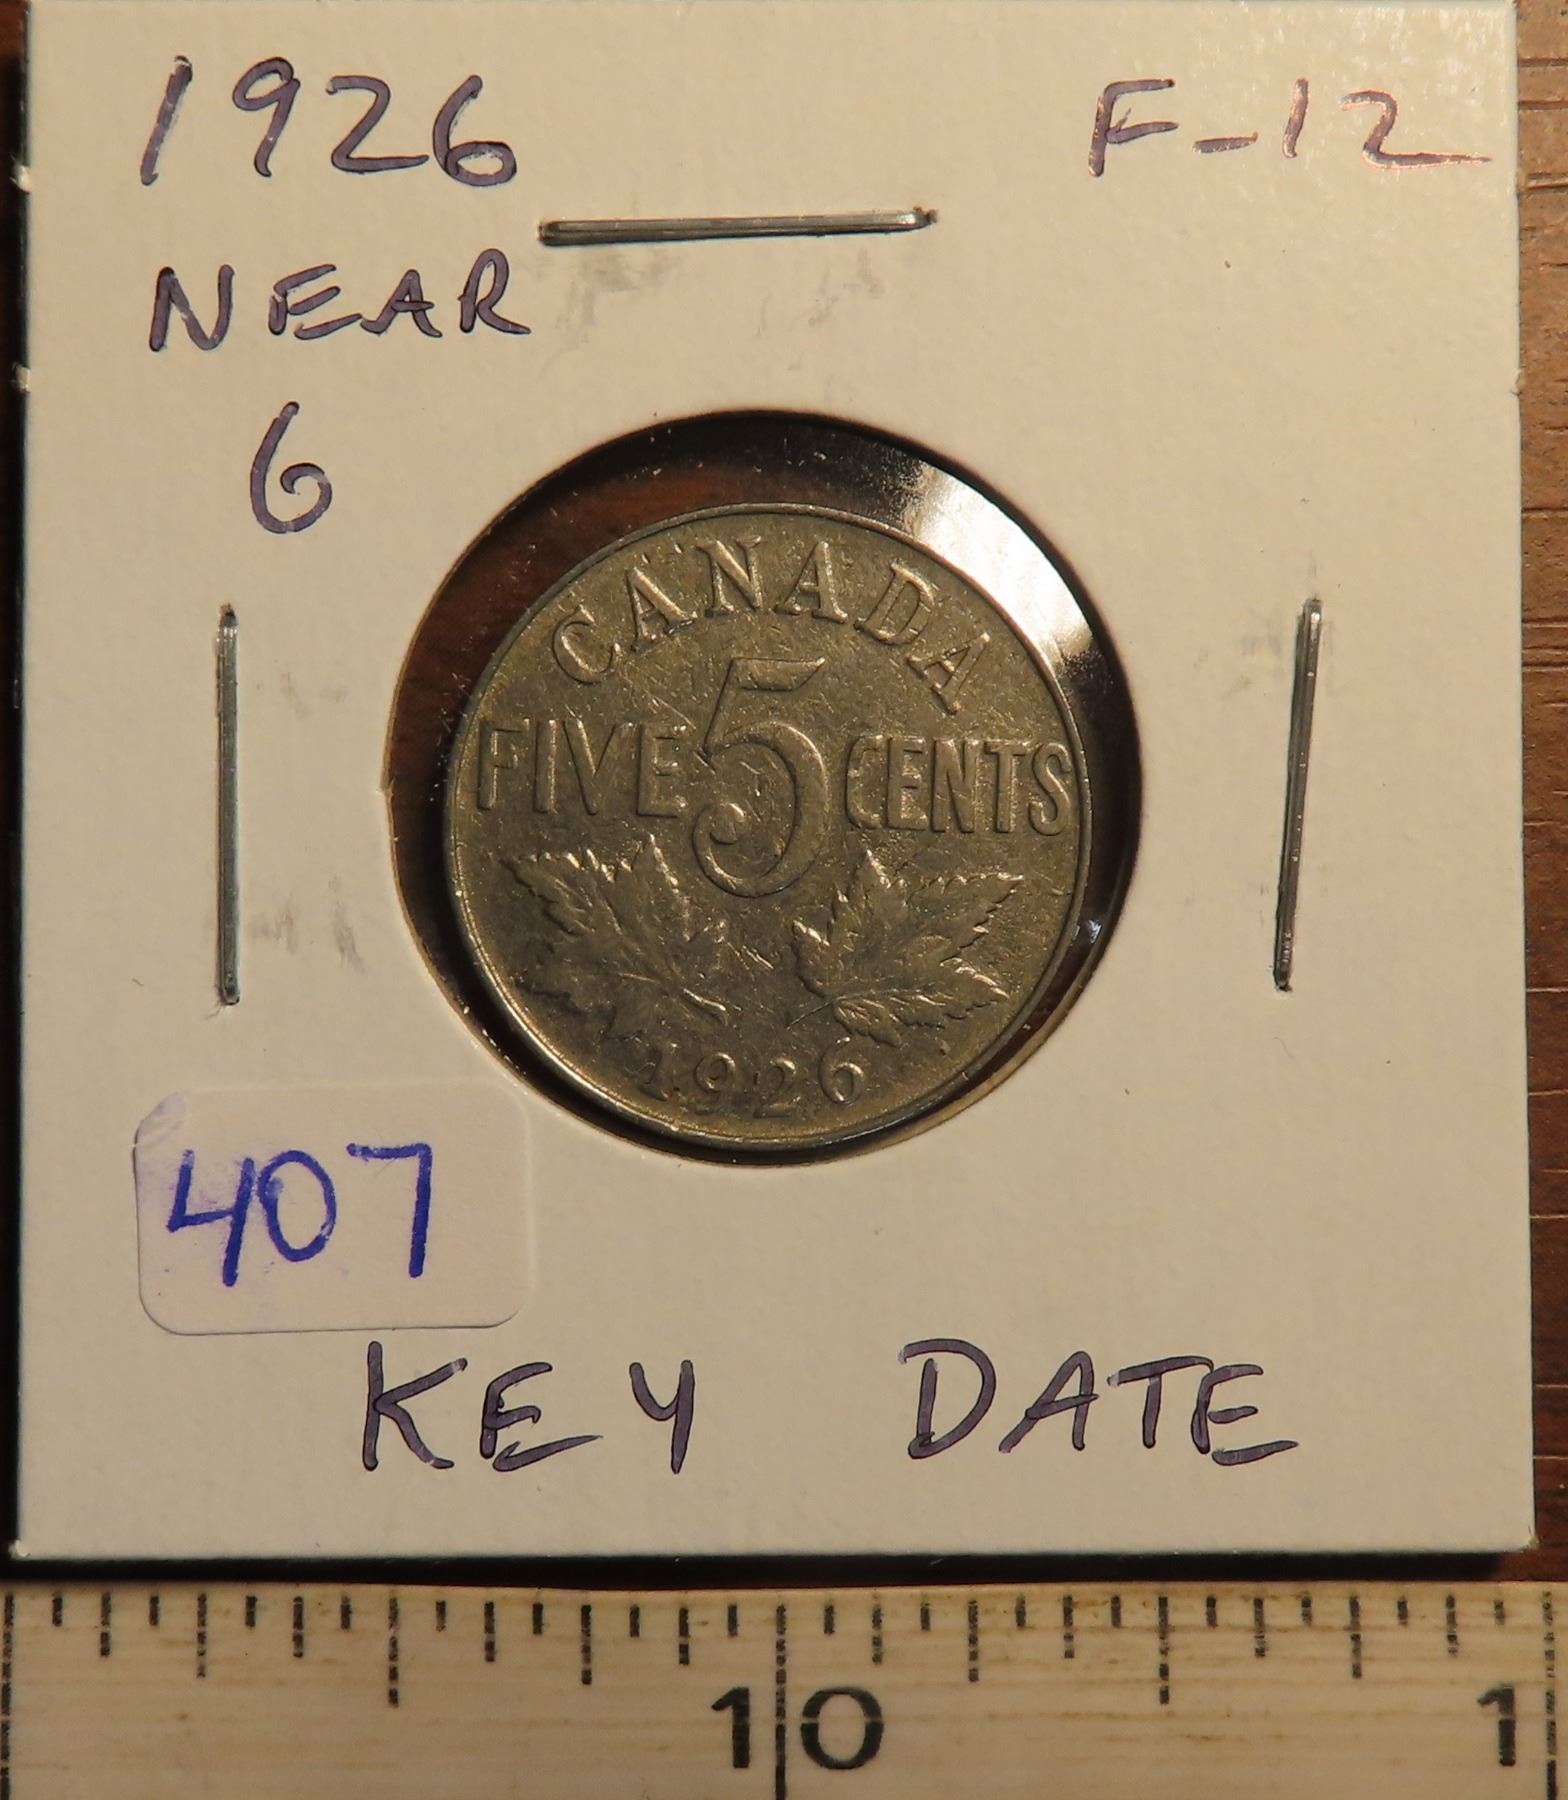 1926 F-12
NEAR
6
CANADA
FIVE 5 CENTS
1926
407
KEY DATE
10 1